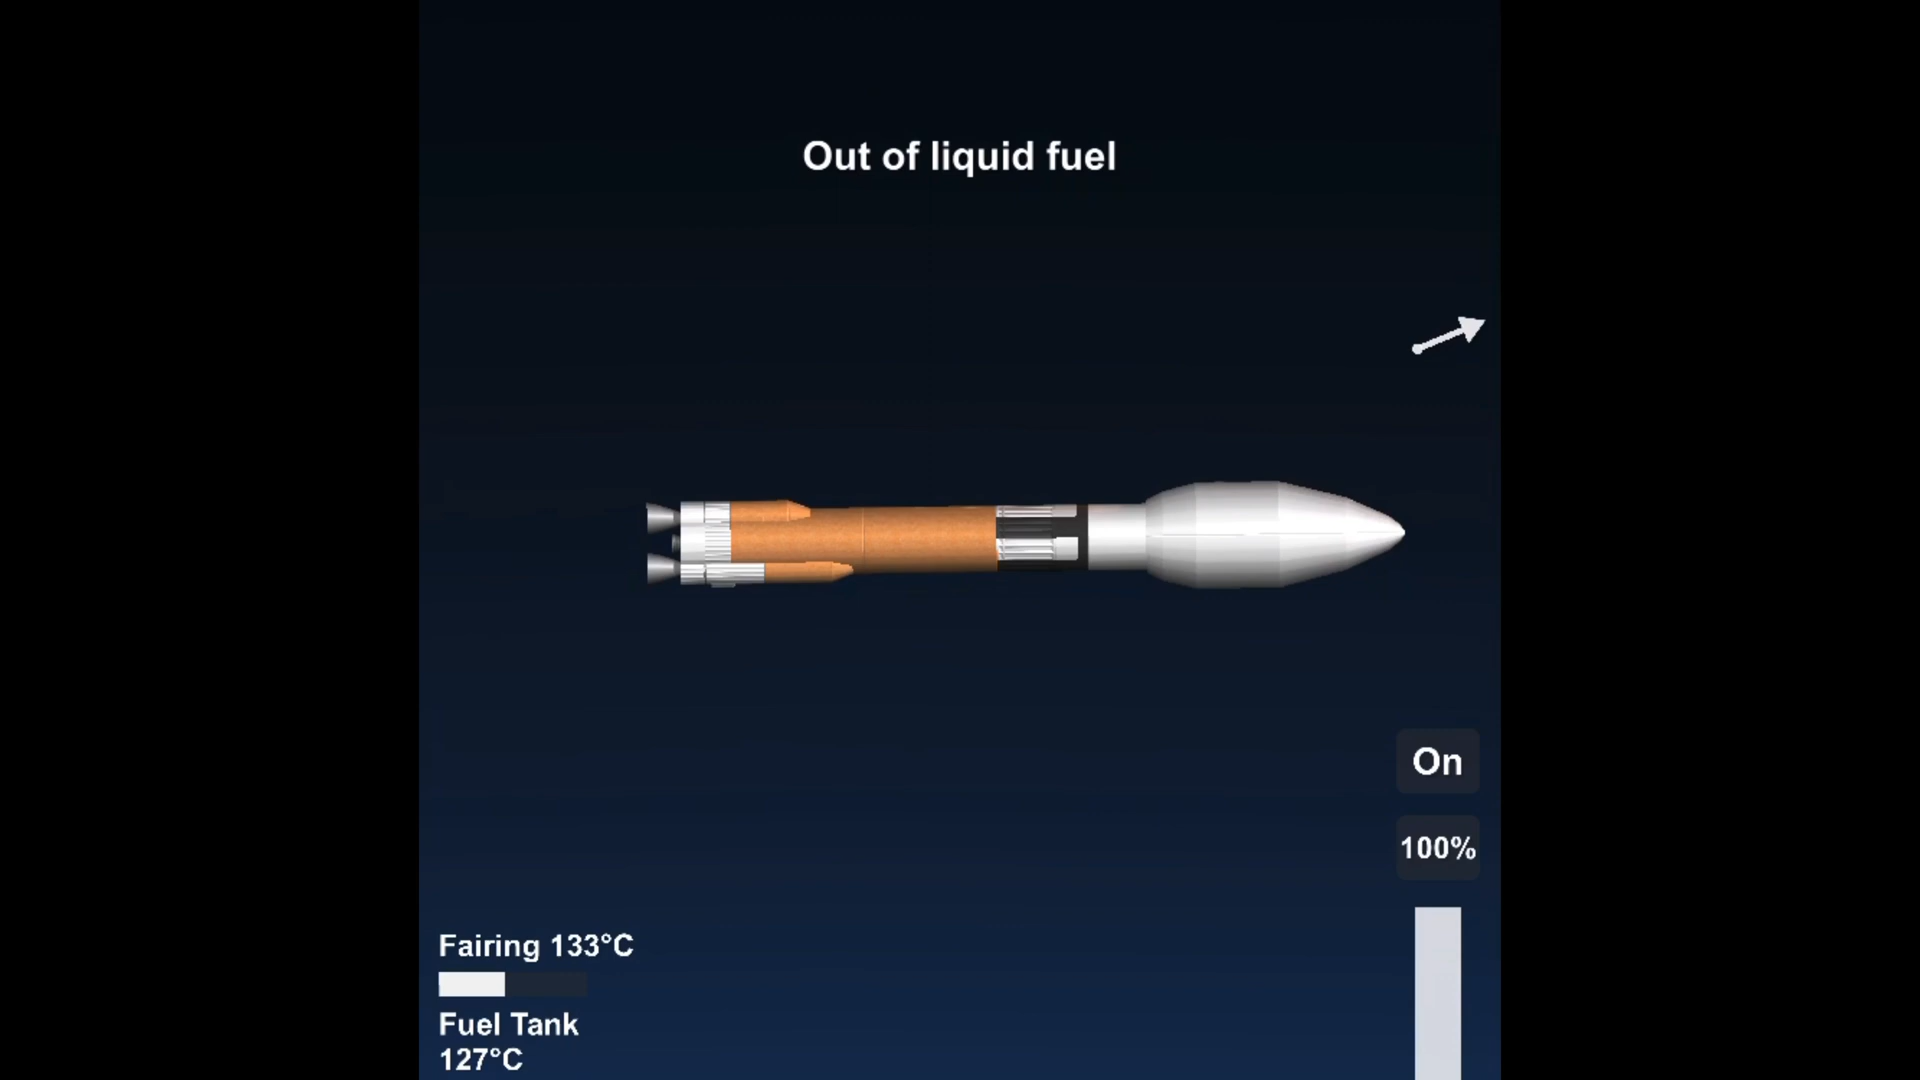 Out of liquid fuel
On
100%
Fairing 133°C
Fuel Tank
127°C